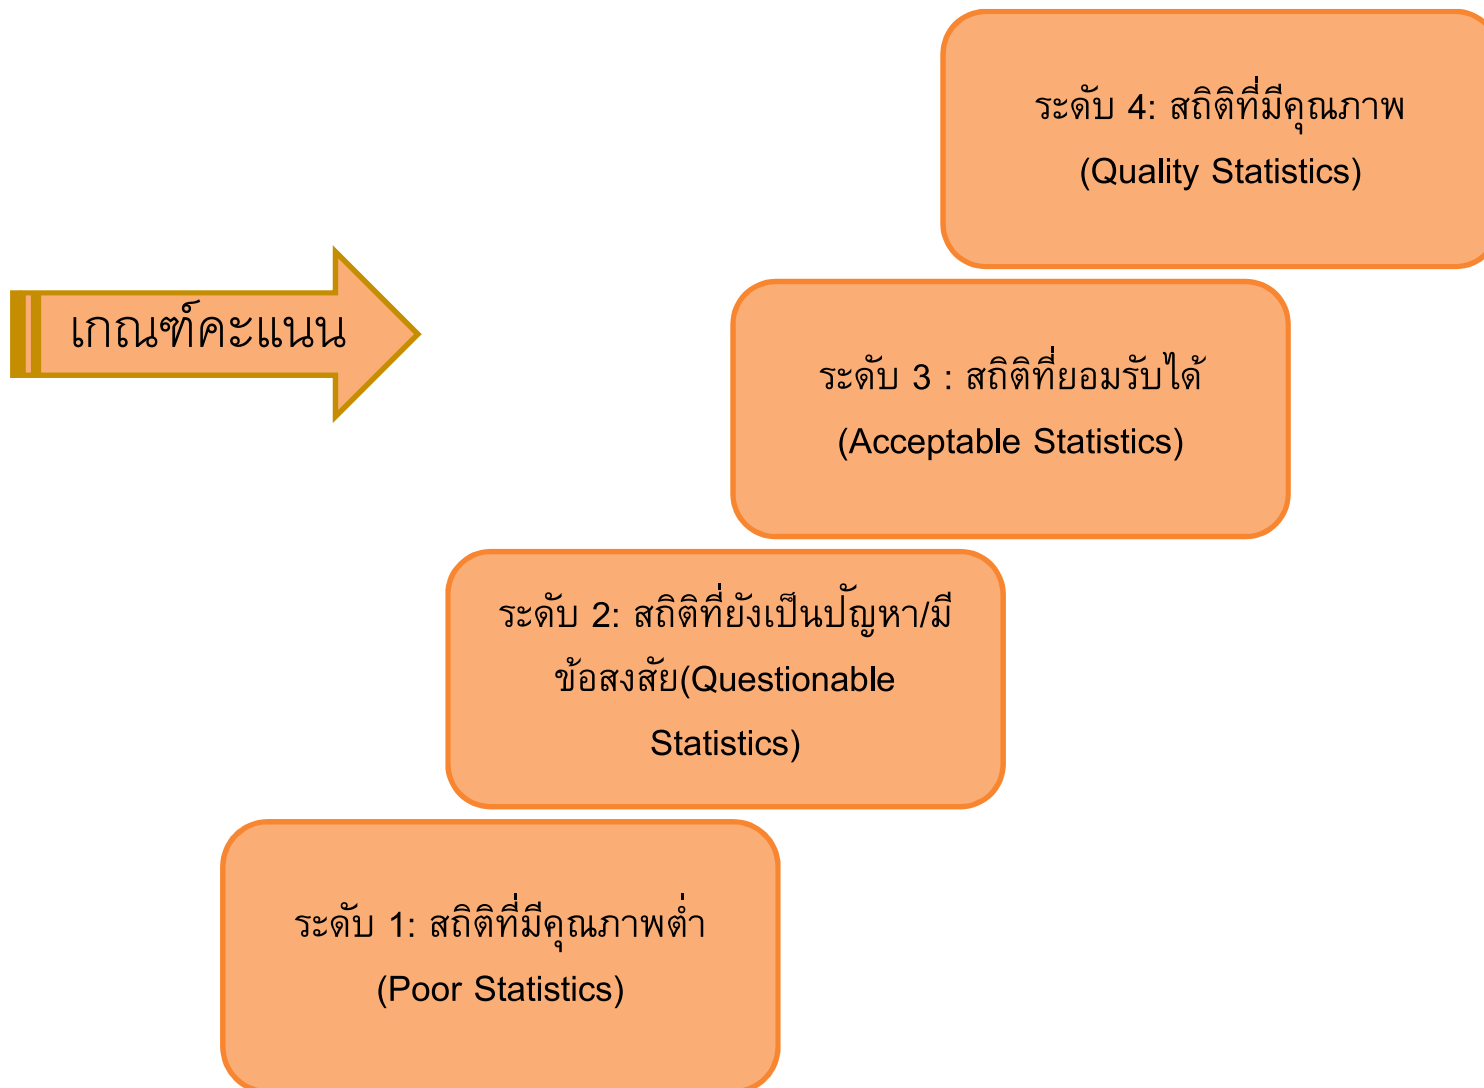 ระดับ 4: สถิติที่มีคุณภาพ
(Quality Statistics)
เกณฑ์คะแนน
ระดับ 3 : สถิติที่ยอมรับได้
(Acceptable Statistics)
ระดับ 2: สถิติที่ยังเป็นปัญหา/มี
ข้อสงสัย(Questionable
Statistics)
ระดับ 1: สถิติที่มีคุณภาพต่ำ
(Poor Statistics)